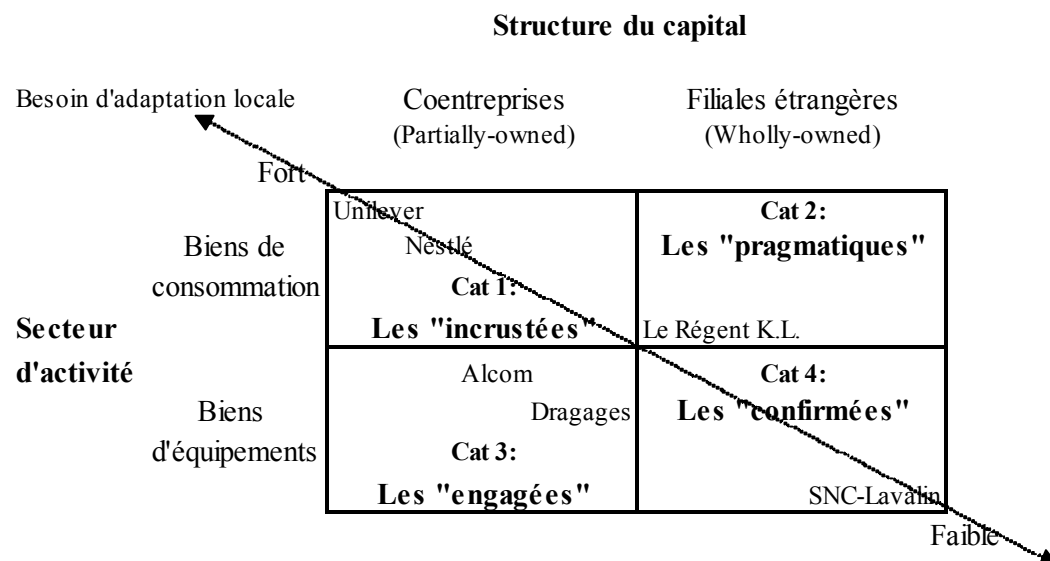 Structure du capital
Besoin d'adaptation locale
Coentreprises
Filiales étrangères
(Partially-owned)
(Wholly-owned)
Fort
Unilever
Cat 2:
Biens de
Nestlé
Les "pragmatiques"
consommation
Cat 1:
Secteur
Les "incrustées"
Le Régent K.L.
d'activité
Alcom
Cat 4:
Biens
Dragages
Les "confirmées"
d'équipements
Cat 3:
Les "engagées"
SNC-Lavalin
Faible